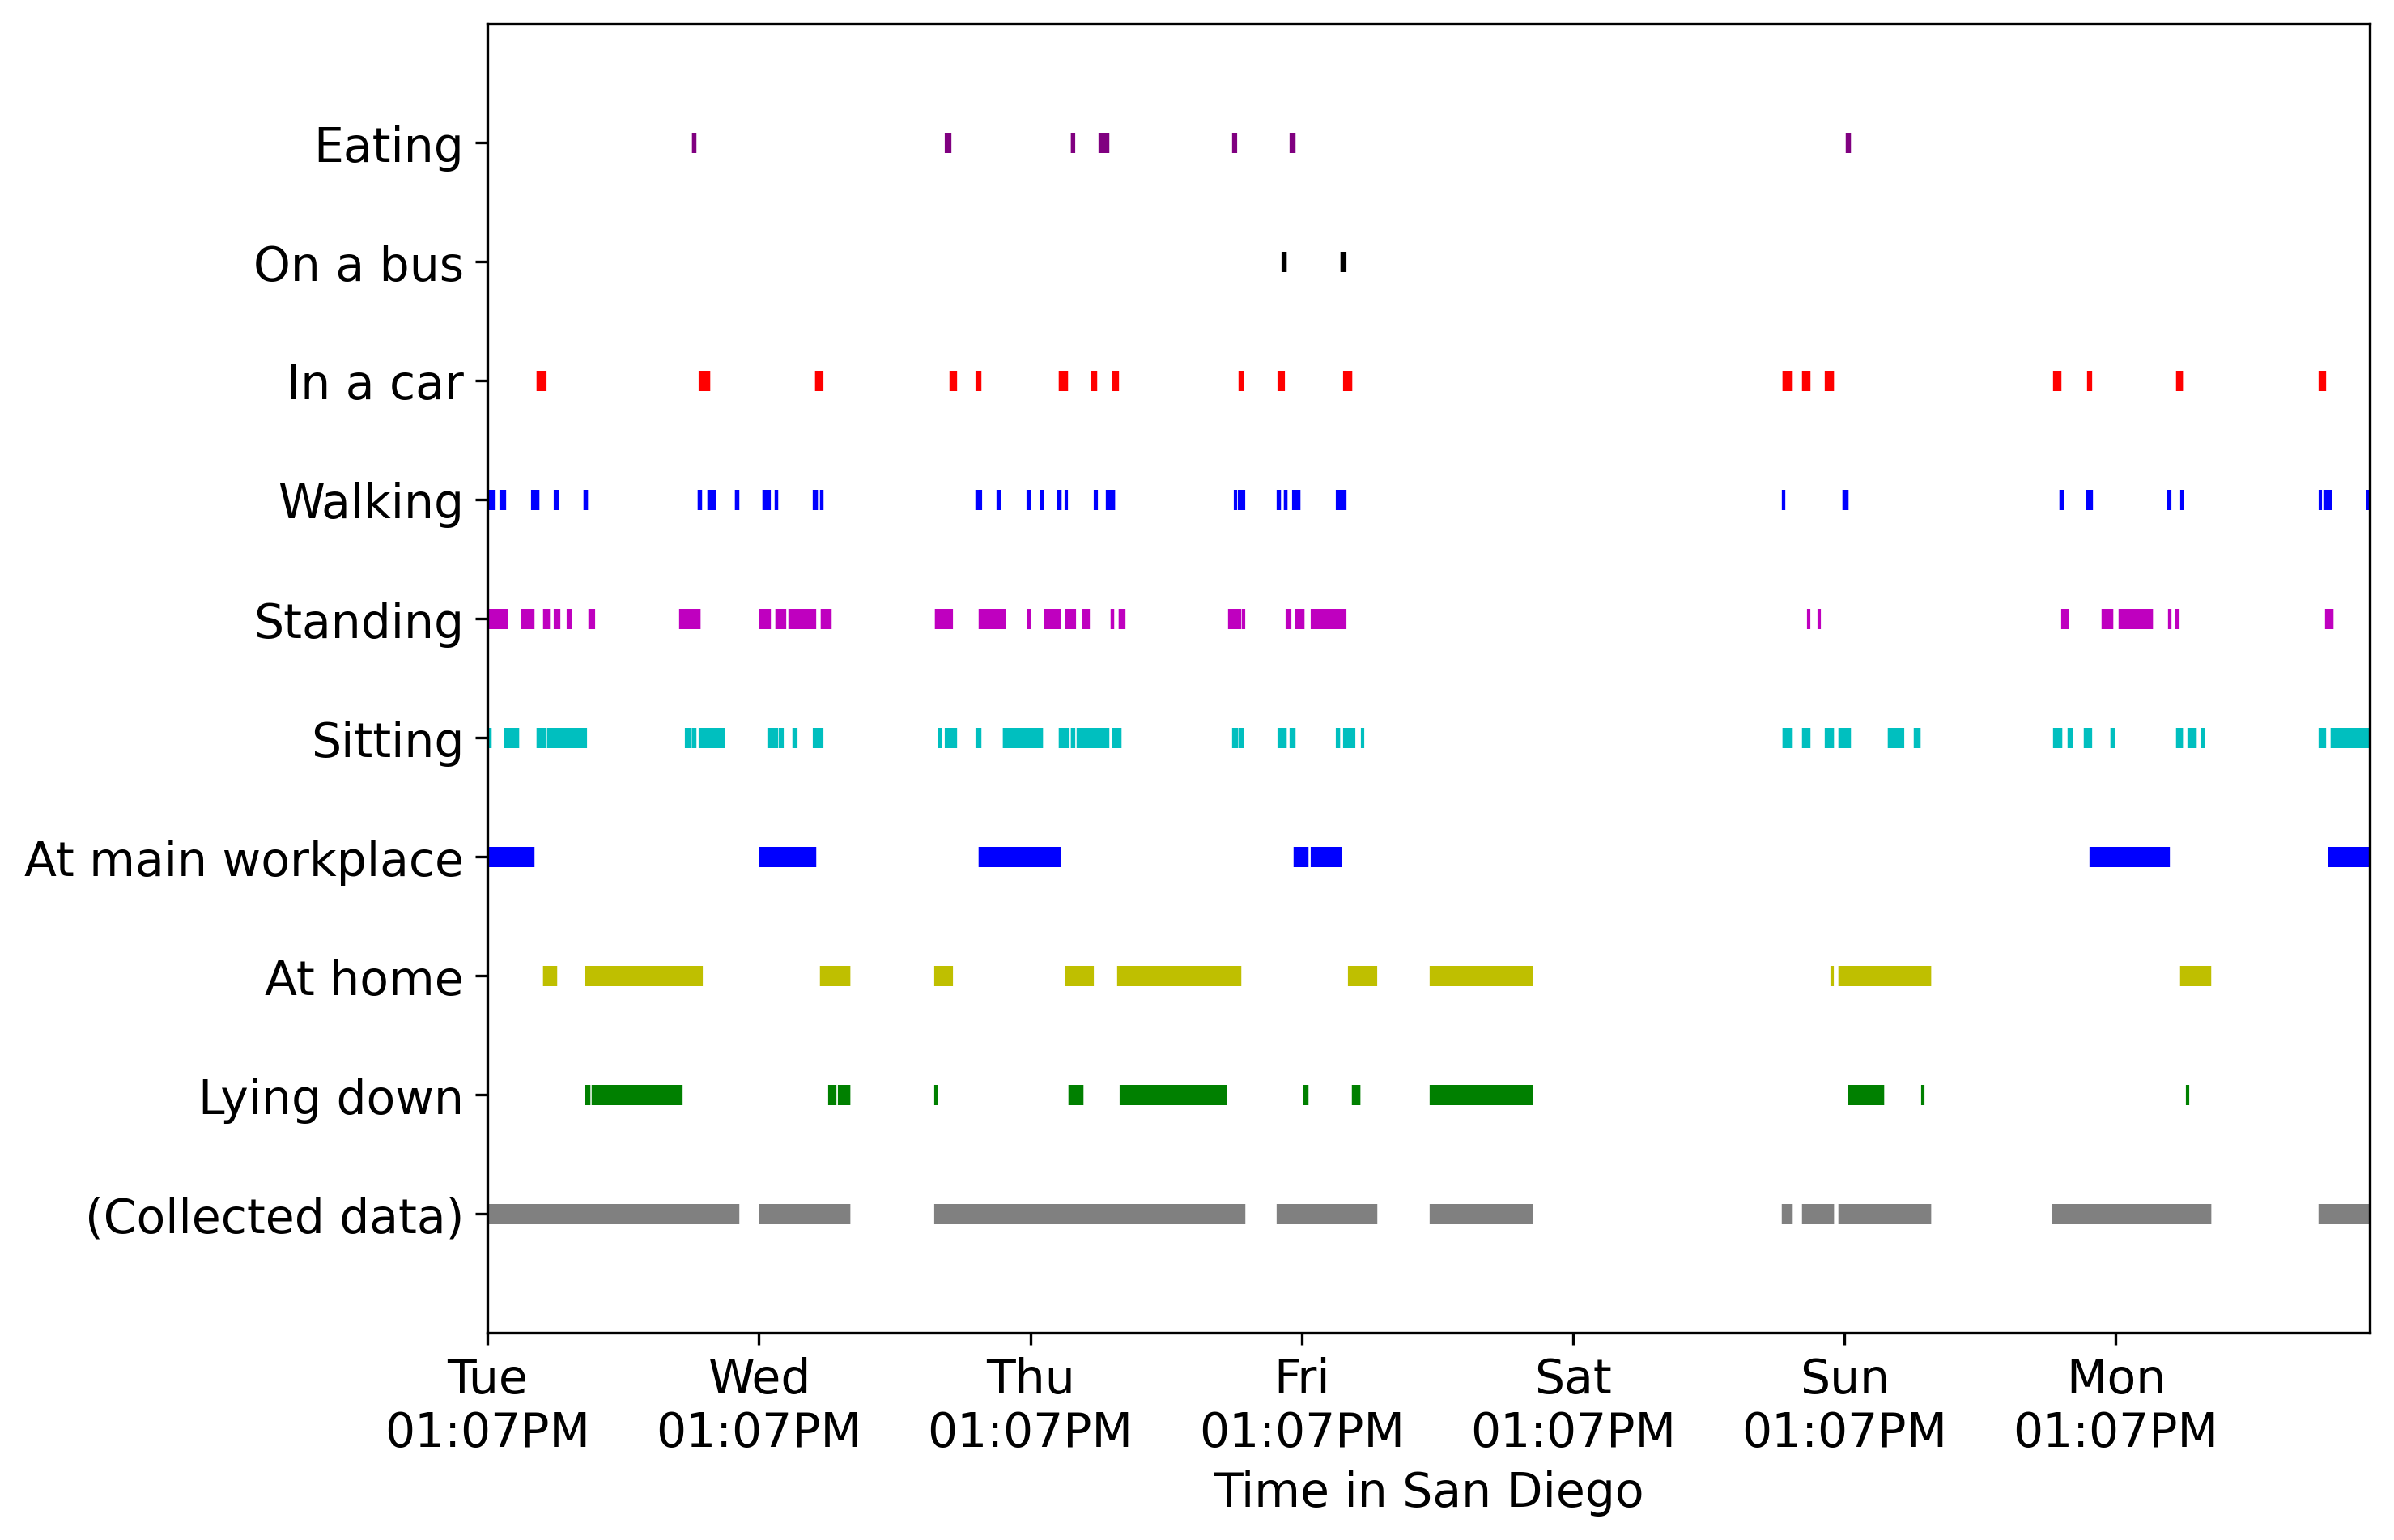 Eating
On a bus
In a car
Walking
Standing
Sitting
At main workplace
At home
Lying down
(Collected data)
Tue Wed Thu Fri Sat Sun Mon
01:07PM 01:07PM 01:07PM 01:07PM 01:07PM 01:07PM 01:07PM
Time in San Diego